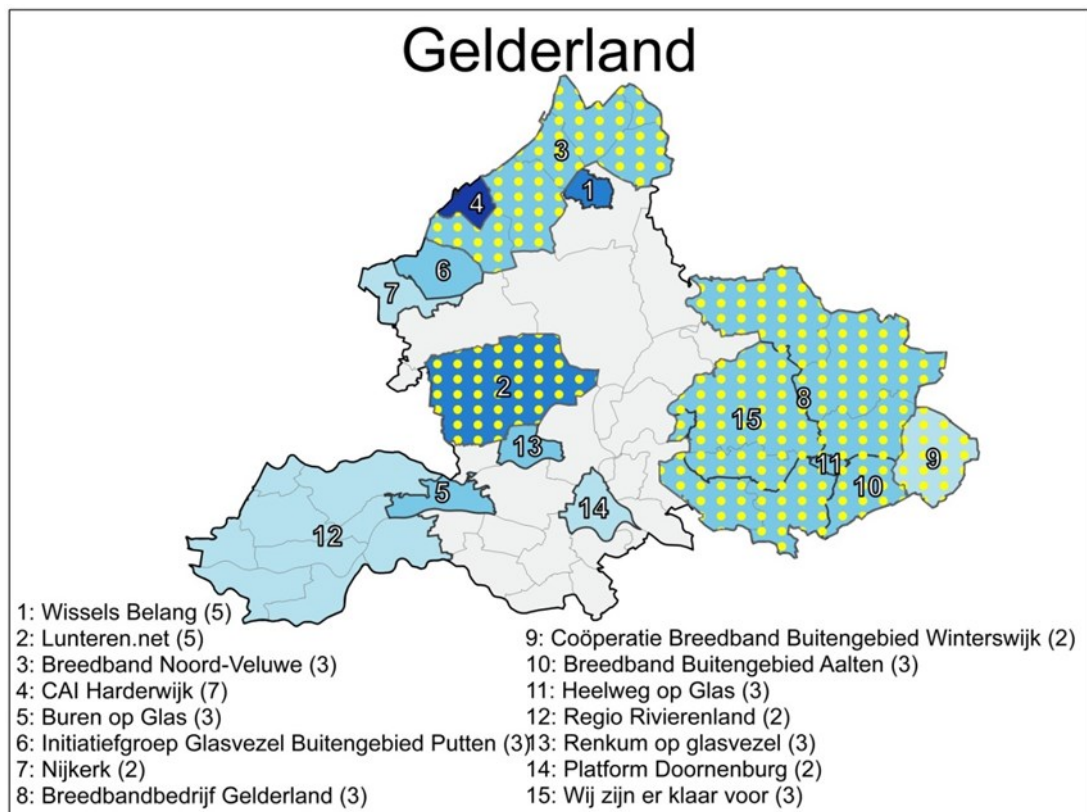 Gelderland
3
1
4
6
7
2
8
15
13
11
9
10
5
14
12
1: Wissels Belang (5)
2: Lunteren.net (5)
3: Breedband Noord-Veluwe (3)
4: CAI Harderwijk (7)
5: Buren op Glas (3)
6: Initiatiefgroep Glasvezel Buitengebied Putten (3)
7: Nijkerk (2)
8: Breedbandbedrijf Gelderland (3)
9: Coöperatie Breedband Buitengebied Winterswijk (2)
10: Breedband Buitengebied Aalten (3)
11: Heelweg op Glas (3)
12: Regio Rivierenland (2)
13: Renkum op glasvezel (3)
14: Platform Doornenburg (2)
15: Wij zijn er klaar voor (3)